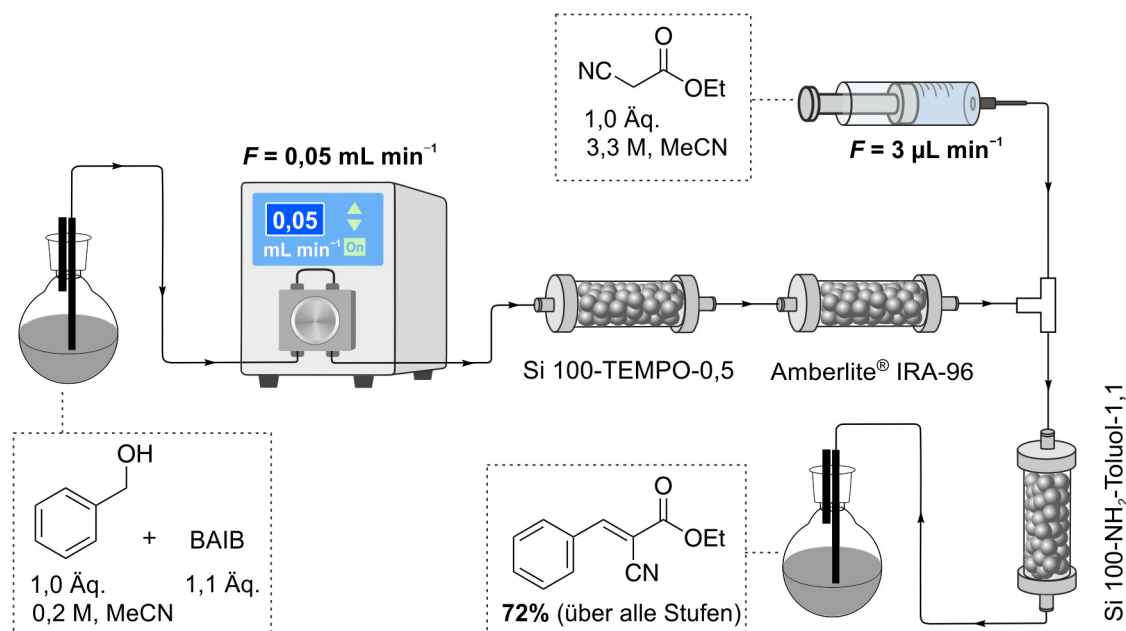 NC
O
OEt
1,0 Äq.
3,3 M, MeCN
F = 3 µL min⁻¹
F = 0,05 mL min⁻¹
0,05
mL min⁻¹ On
Si 100-TEMPO-0,5
Amberlite® IRA-96
Si 100-NH₂-Toluol-1,1
OH
+ BAIB
1,0 Äq. 1,1 Äq.
0,2 M, MeCN
O
OEt
CN
72% (über alle Stufen)